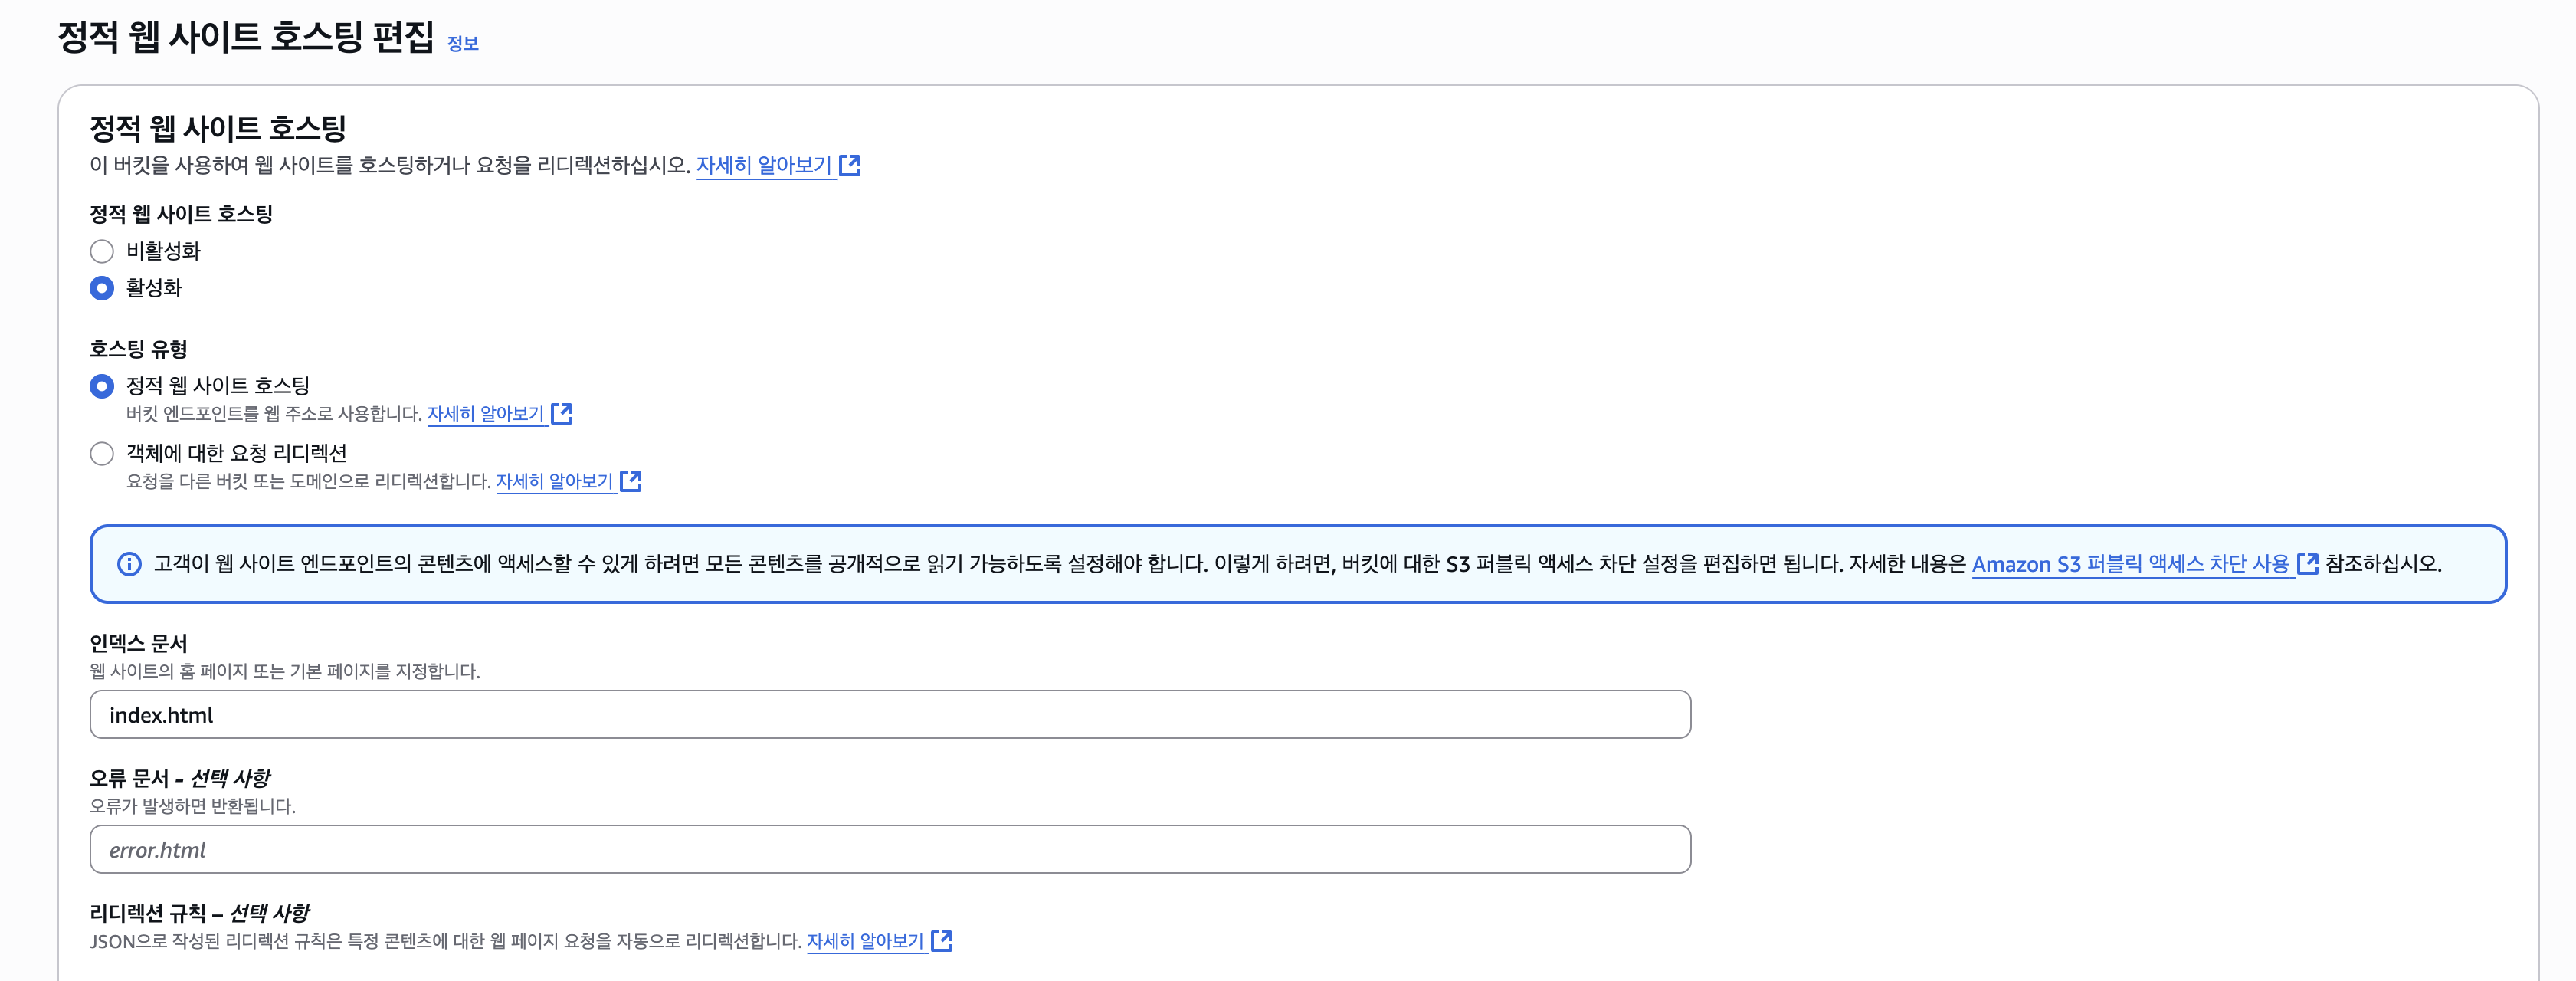 정적 웹 사이트 호스팅 편집 정보
정적 웹 사이트 호스팅
이 버킷을 사용하여 웹 사이트를 호스팅하거나 요청을 리디렉션하십시오. 자세히 알아보기
정적 웹 사이트 호스팅
비활성화
활성화
호스팅 유형
정적 웹 사이트 호스팅
버킷 엔드포인트를 웹 주소로 사용합니다. 자세히 알아보기
객체에 대한 요청 리디렉션
요청을 다른 버킷 또는 도메인으로 리디렉션합니다. 자세히 알아보기
고객이 웹 사이트 엔드포인트의 콘텐츠에 액세스할 수 있게 하려면 모든 콘텐츠를 공개적으로 읽기 가능하도록 설정해야 합니다. 이렇게 하려면, 버킷에 대한 S3 퍼블릭 액세스 차단 설정을 편집하면 됩니다. 자세한 내용은 Amazon S3 퍼블릭 액세스 차단 사용 참조하십시오.
인덱스 문서
웹 사이트의 홈 페이지 또는 기본 페이지를 지정합니다.
index.html
오류 문서 - 선택 사항
오류가 발생하면 반환됩니다.
error.html
리디렉션 규칙 – 선택 사항
JSON으로 작성된 리디렉션 규칙은 특정 콘텐츠에 대한 웹 페이지 요청을 자동으로 리디렉션합니다. 자세히 알아보기